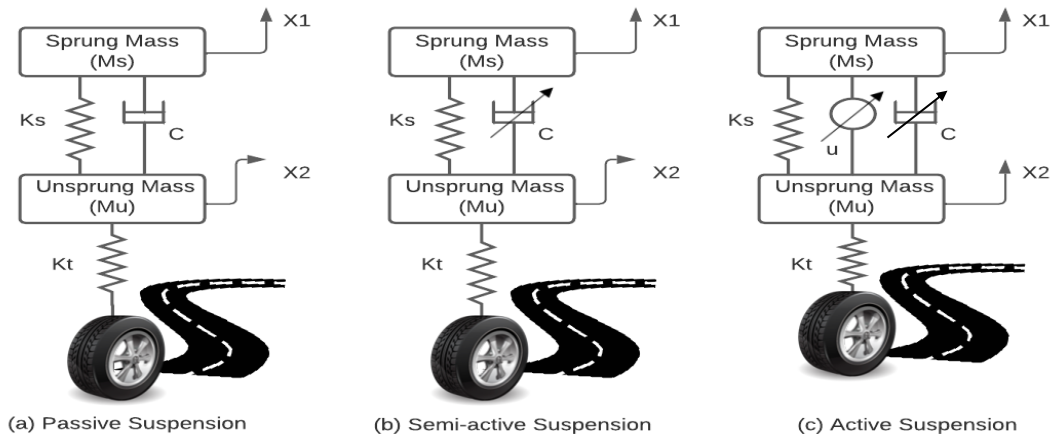 X1
Sprung Mass
(Ms)
Ks
C
X2
Unsprung Mass
(Mu)
Kt
(a) Passive Suspension
X1
Sprung Mass
(Ms)
Ks
C
X2
Unsprung Mass
(Mu)
Kt
(b) Semi-active Suspension
X1
Sprung Mass
(Ms)
Ks
u
C
X2
Unsprung Mass
(Mu)
Kt
(c) Active Suspension